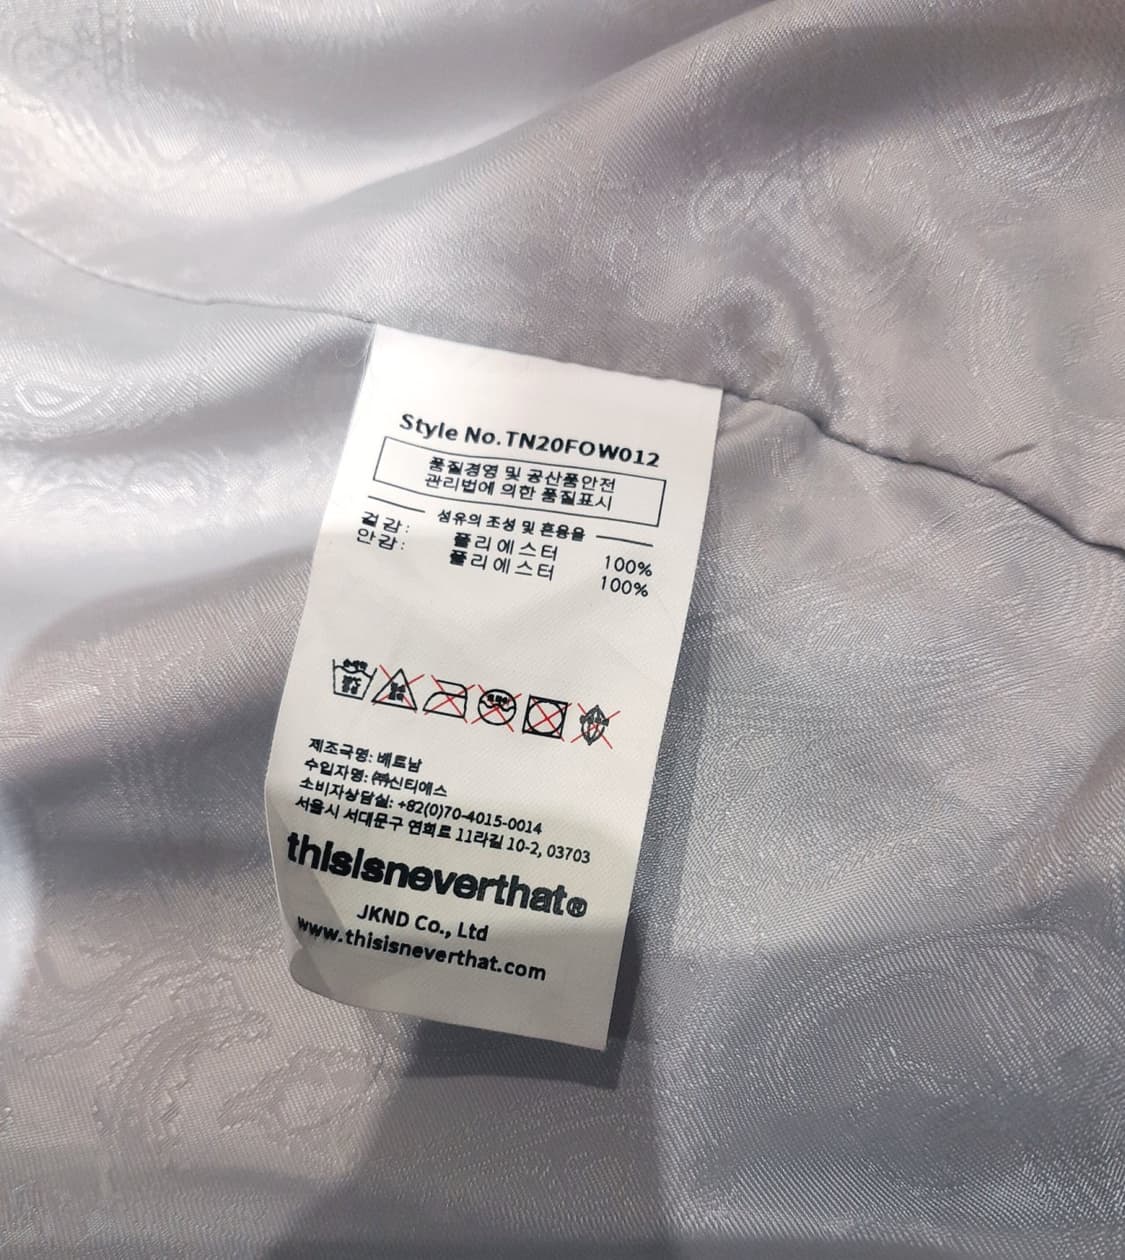 Style No.TN20FOW012
품질경영 및 공산품안전
관리법에 의한 품질표시
섬유의 조성 및 혼용율
겉감: 폴리에스터 100%
안감: 폴리에스터 100%
제조국명: 베트남
수입자명: ㈜신티에스
소비자상담실: +82(0)70-4015-0014
서울시 서대문구 연희로 11라길 10-2, 03703
thisisneverthat®
JKND Co., Ltd
www.thisisneverthat.com